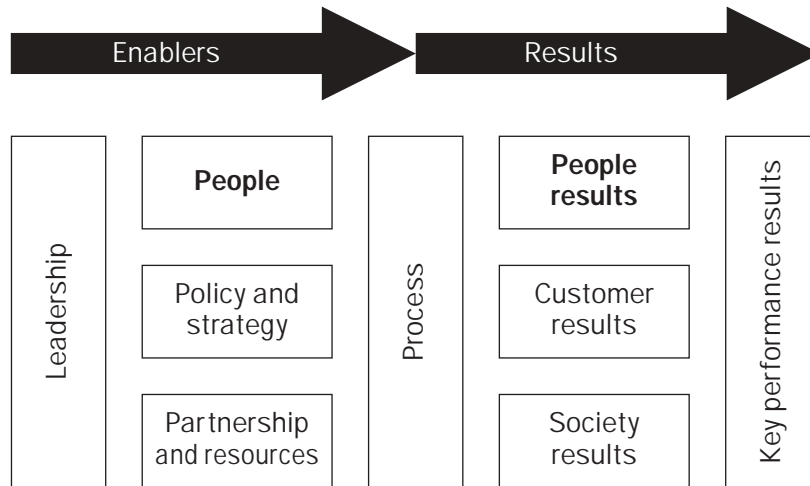 Enablers
Results
Leadership
People
Policy and
strategy
Partnership
and resources
Process
People
results
Customer
results
Society
results
Key performance results